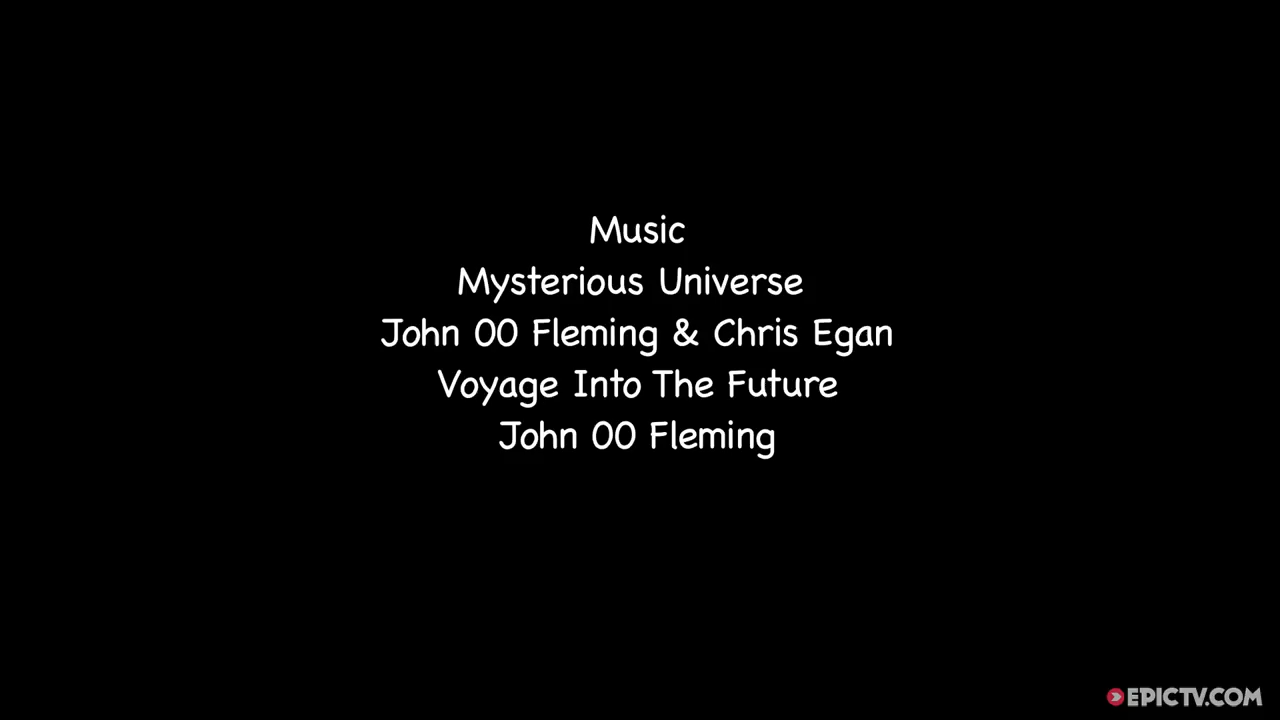 Music
Mysterious Universe
John 00 Fleming & Chris Egan
Voyage Into The Future
John 00 Fleming
EPICTV.COM